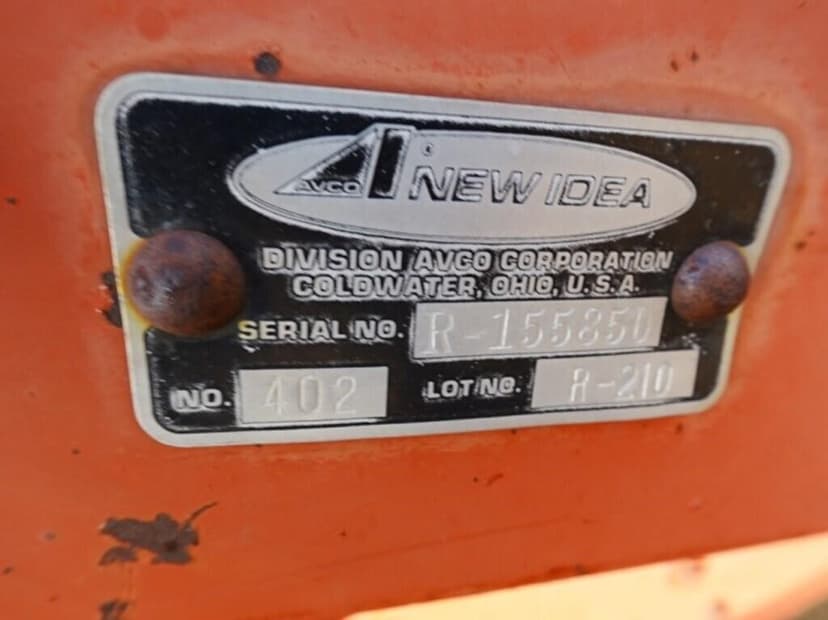 AVCO NEW IDEA
DIVISION AVCO CORPORATION
COLDWATER, OHIO, U.S.A.
SERIAL NO. R-155850
NO. 402 LOT NO. R-210